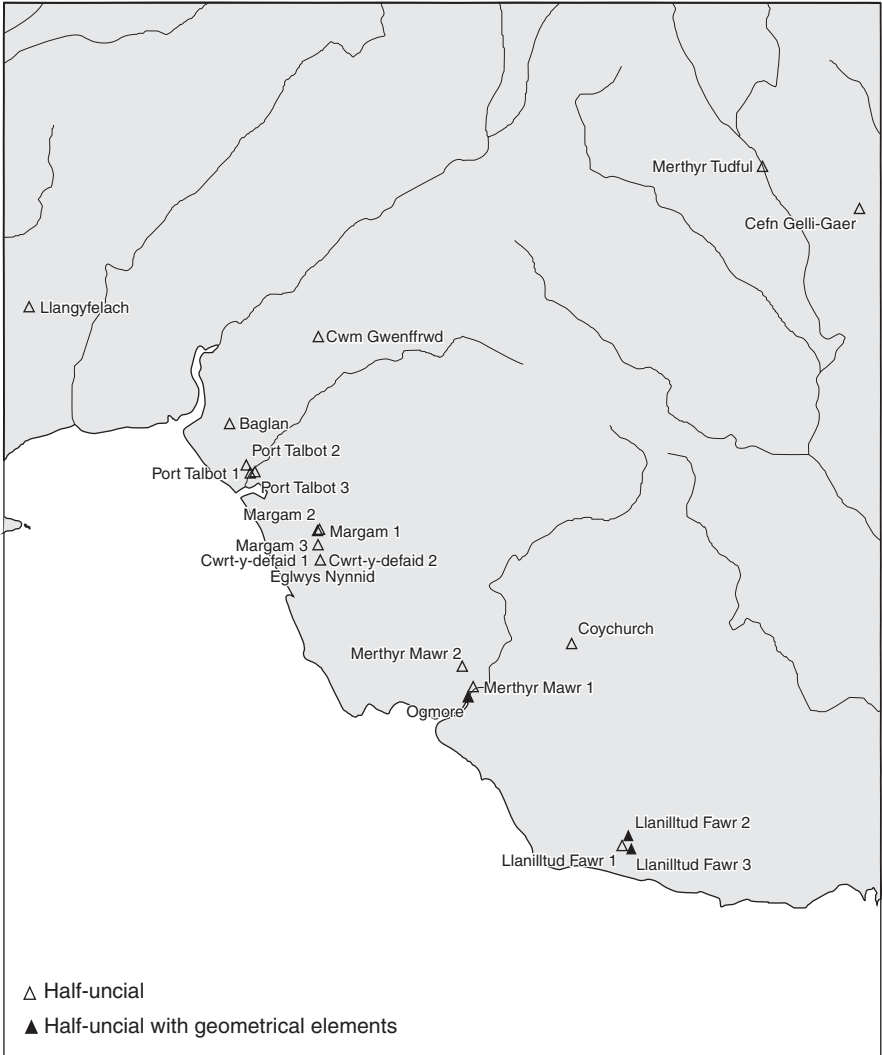 Merthyr Tudful
Cefn Gelli-Gaer
Llangyfelach
Cwm Gwenffrwd
Baglan
Port Talbot 2
Port Talbot 1
Port Talbot 3
Margam 2
Margam 1
Margam 3
Cwrt-y-defaid 1
Cwrt-y-defaid 2
Eglwys Nynnid
Coychurch
Merthyr Mawr 2
Merthyr Mawr 1
Ogmore
Llanilltud Fawr 2
Llanilltud Fawr 1
Llanilltud Fawr 3
Half-uncial
Half-uncial with geometrical elements